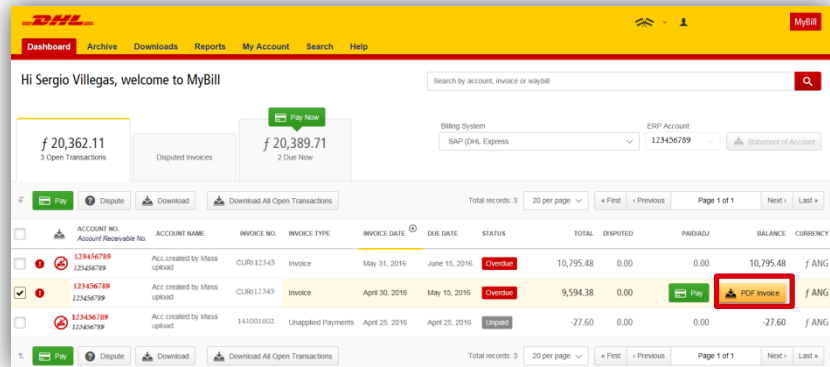 DHL
MyBill
Dashboard Archive Downloads Reports My Account Search Help
Hi Sergio Villegas, welcome to MyBill
Search by account, invoice or waybill
ƒ 20,362.11
3 Open Transactions
Disputed Invoices
Pay Now
ƒ 20,389.71
2 Due Now
Billing System
SAP (DHL Express
ERP Account
123456789
Statement of Account
Pay Dispute Download Download All Open Transactions Total records: 3 20 per page « First ‹ Previous Page 1 of 1 Next › Last »
ACCOUNT NO. ACCOUNT NAME INVOICE NO. INVOICE TYPE INVOICE DATE DUE DATE STATUS TOTAL DISPUTED PAID/ADJ BALANCE CURRENCY
Account Receivable No.
123456789 Acc.created by Mass CURI12345 Invoice May 31, 2016 June 15, 2016 Overdue 10,795.48 0.00 0.00 10,795.48 ƒ ANG
123456789 upload
123456789 Acc.created by Mass CURI12345 Invoice April 30, 2016 May 15, 2016 Overdue 9,594.38 0.00 Pay PDF Invoice ƒ ANG
123456789 upload
123456789 Acc.created by Mass 141001002 Unapplied Payments April 25, 2016 April 25, 2016 Unpaid -27.60 0.00 0.00 -27.60 ƒ ANG
123456789 upload
Pay Dispute Download Download All Open Transactions Total records: 3 20 per page « First ‹ Previous Page 1 of 1 Next › Last »